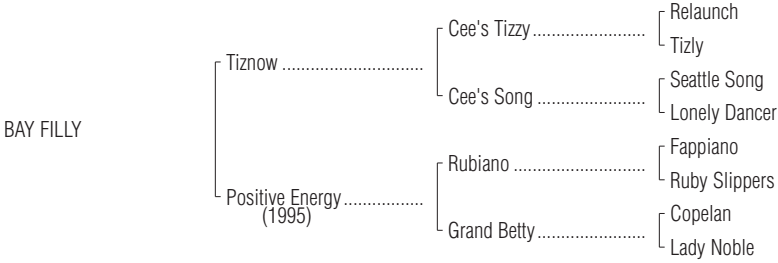 Relaunch
Cee's Tizzy........................
Tizly
Tiznow ..............................
Seattle Song
Cee's Song .......................
Lonely Dancer
BAY FILLY
Fappiano
Rubiano ............................
Ruby Slippers
Positive Energy.................
(1995)
Copelan
Grand Betty.......................
Lady Noble